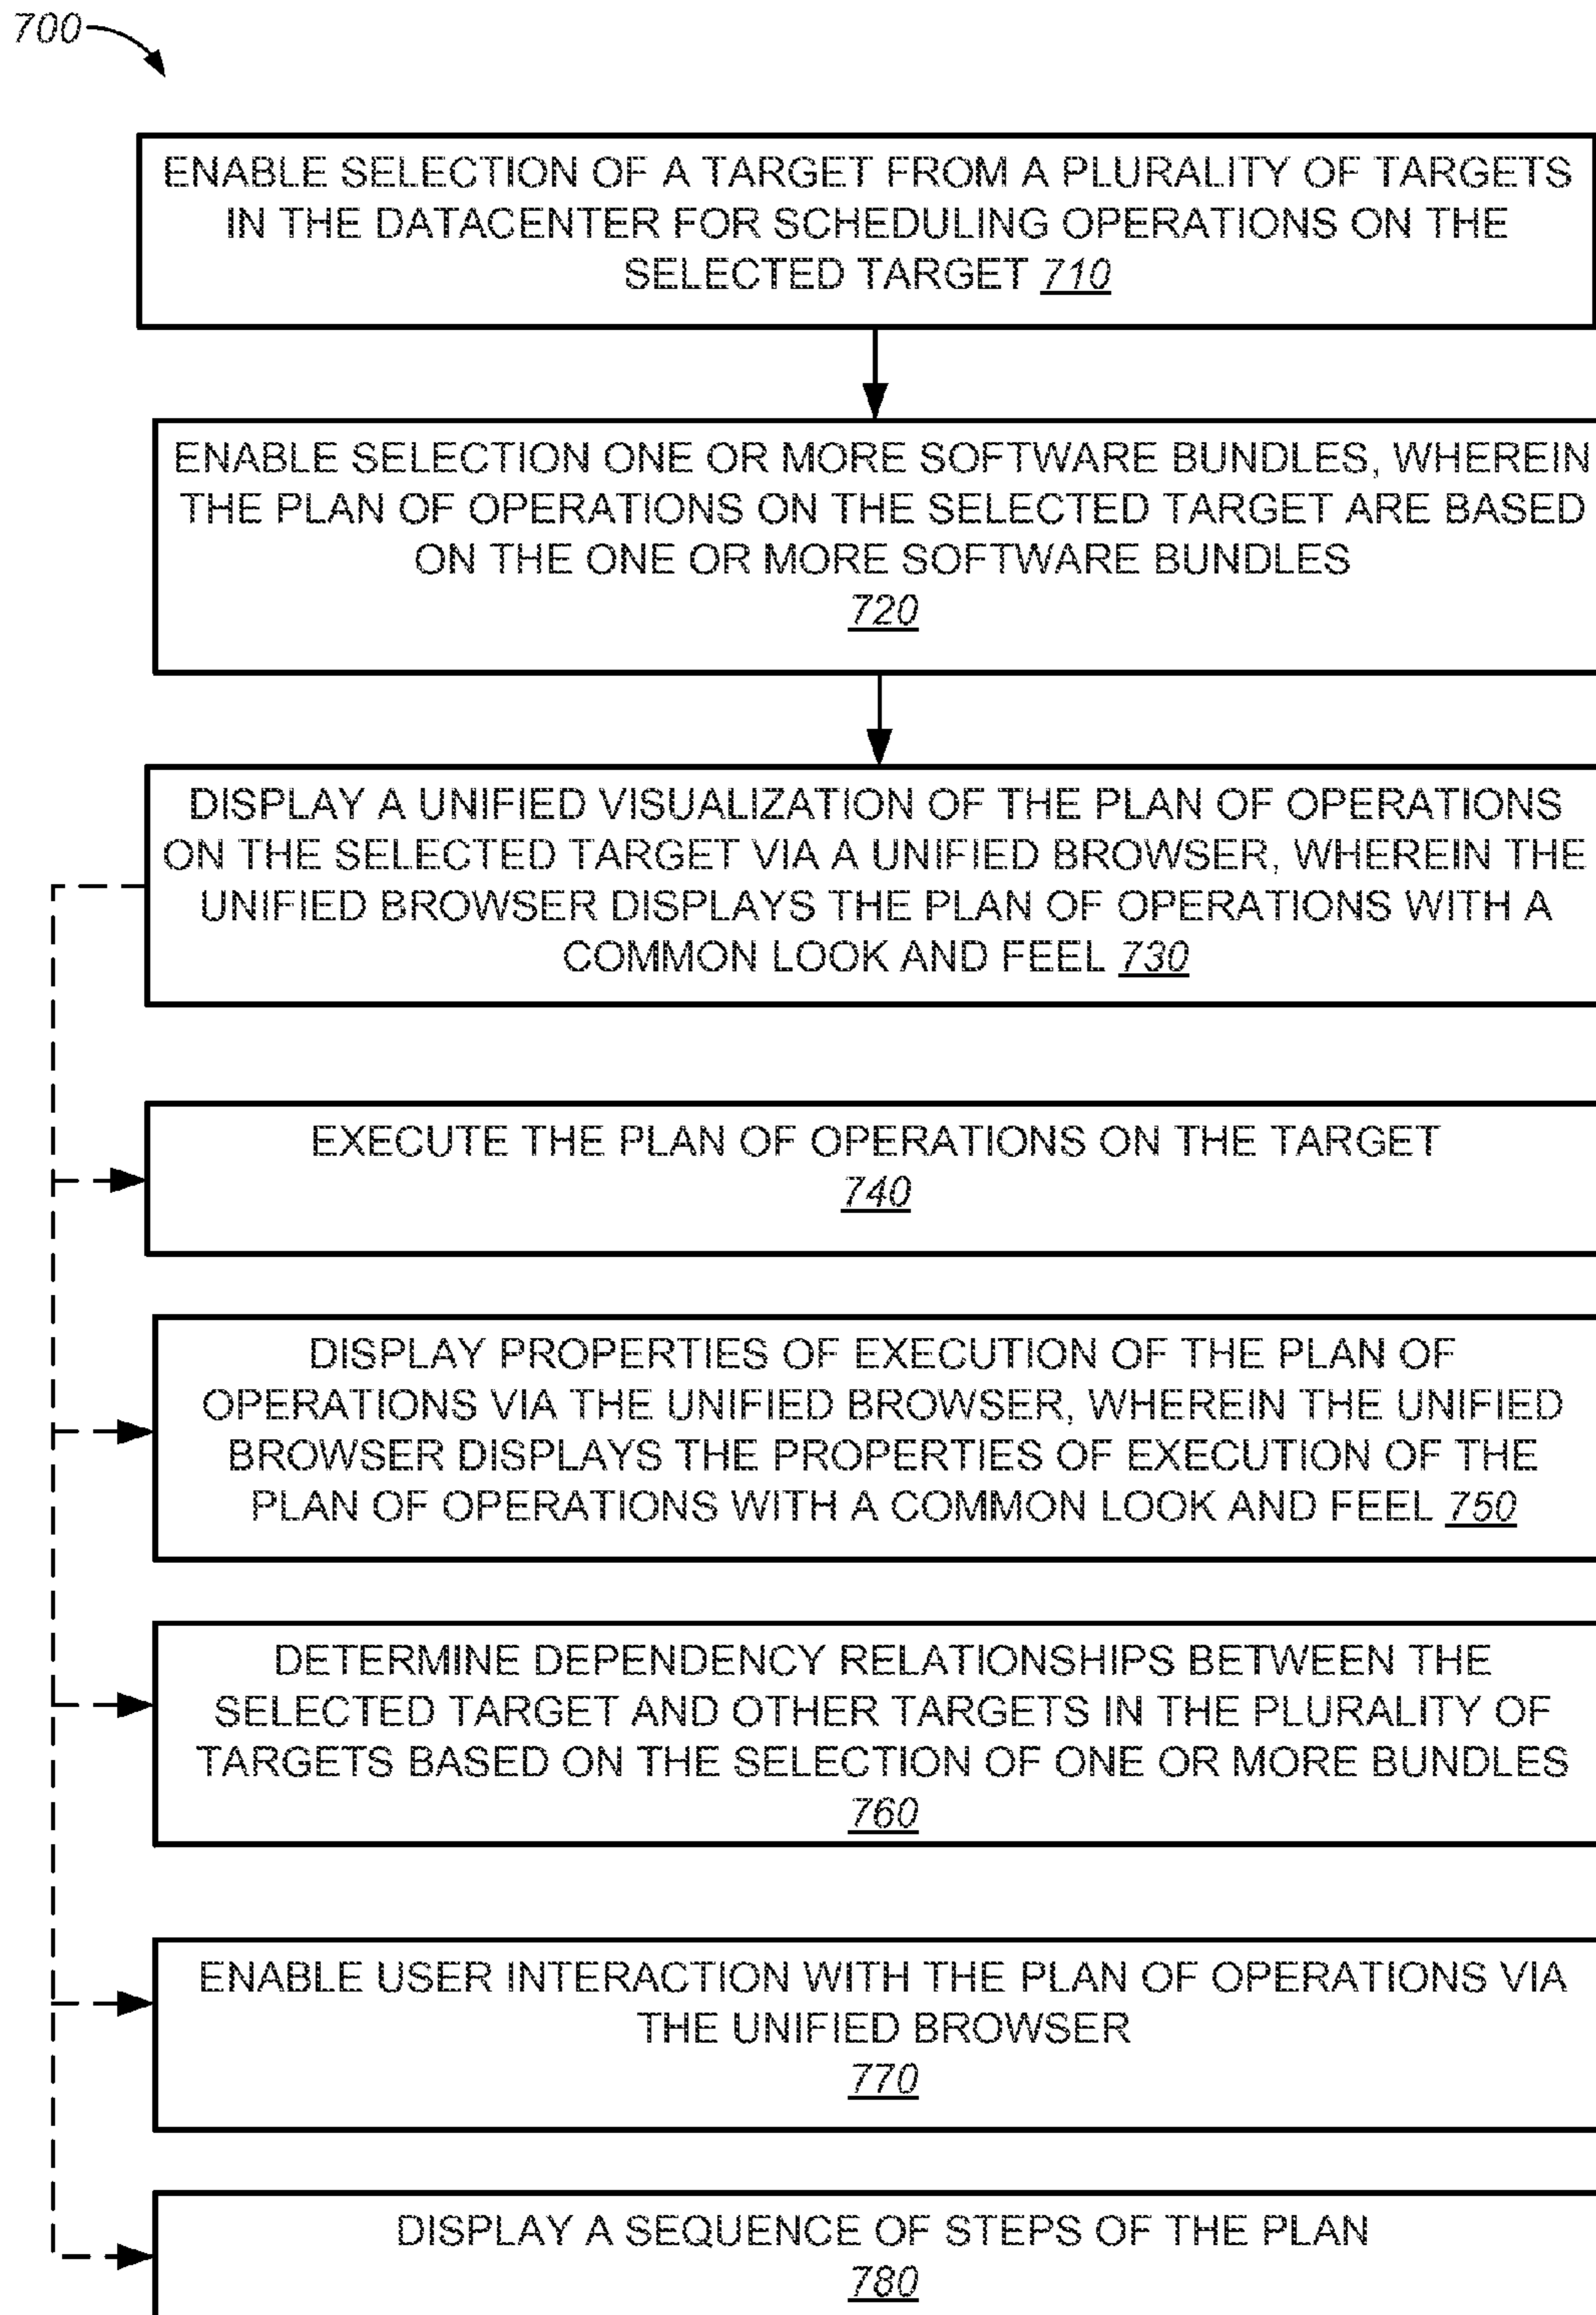 700
ENABLE SELECTION OF A TARGET FROM A PLURALITY OF TARGETS
IN THE DATACENTER FOR SCHEDULING OPERATIONS ON THE
SELECTED TARGET 710
ENABLE SELECTION ONE OR MORE SOFTWARE BUNDLES, WHEREIN
THE PLAN OF OPERATIONS ON THE SELECTED TARGET ARE BASED
ON THE ONE OR MORE SOFTWARE BUNDLES
720
DISPLAY A UNIFIED VISUALIZATION OF THE PLAN OF OPERATIONS
ON THE SELECTED TARGET VIA A UNIFIED BROWSER, WHEREIN THE
UNIFIED BROWSER DISPLAYS THE PLAN OF OPERATIONS WITH A
COMMON LOOK AND FEEL 730
EXECUTE THE PLAN OF OPERATIONS ON THE TARGET
740
DISPLAY PROPERTIES OF EXECUTION OF THE PLAN OF
OPERATIONS VIA THE UNIFIED BROWSER, WHEREIN THE UNIFIED
BROWSER DISPLAYS THE PROPERTIES OF EXECUTION OF THE
PLAN OF OPERATIONS WITH A COMMON LOOK AND FEEL 750
DETERMINE DEPENDENCY RELATIONSHIPS BETWEEN THE
SELECTED TARGET AND OTHER TARGETS IN THE PLURALITY OF
TARGETS BASED ON THE SELECTION OF ONE OR MORE BUNDLES
760
ENABLE USER INTERACTION WITH THE PLAN OF OPERATIONS VIA
THE UNIFIED BROWSER
770
DISPLAY A SEQUENCE OF STEPS OF THE PLAN
780